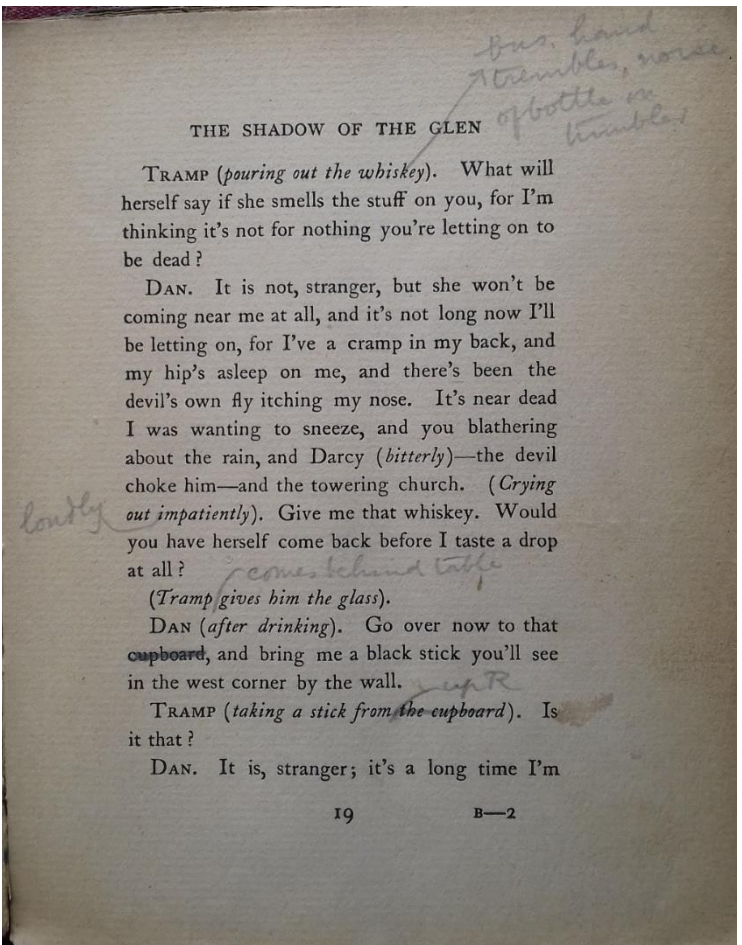 bus. hand
trembles, noise
of bottle on
tumbler
THE SHADOW OF THE GLEN
TRAMP (pouring out the whiskey). What will
herself say if she smells the stuff on you, for I'm
thinking it's not for nothing you're letting on to
be dead?
DAN. It is not, stranger, but she won't be
coming near me at all, and it's not long now I'll
be letting on, for I've a cramp in my back, and
my hip's asleep on me, and there's been the
devil's own fly itching my nose. It's near dead
I was wanting to sneeze, and you blathering
about the rain, and Darcy (bitterly)—the devil
choke him—and the towering church. (Crying
loudly
out impatiently). Give me that whiskey. Would
you have herself come back before I taste a drop
at all?
comes behind table
(Tramp gives him the glass).
DAN (after drinking). Go over now to that
cupboard, and bring me a black stick you'll see
in the west corner by the wall.
up R
TRAMP (taking a stick from the cupboard). Is
it that?
DAN. It is, stranger; it's a long time I'm
19 B—2